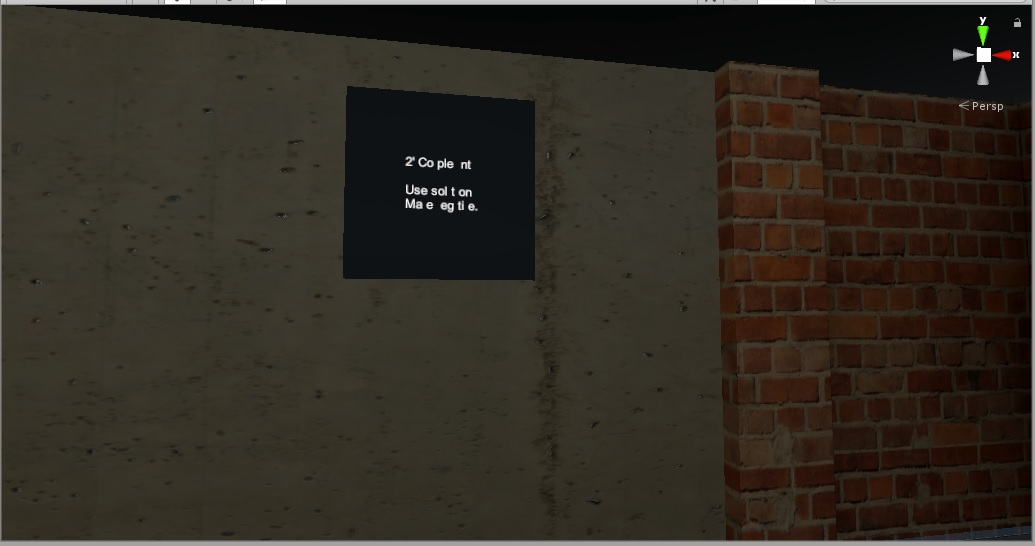 2' Co ple nt
Use sol t on
Ma e eg ti e.
y
x
Persp